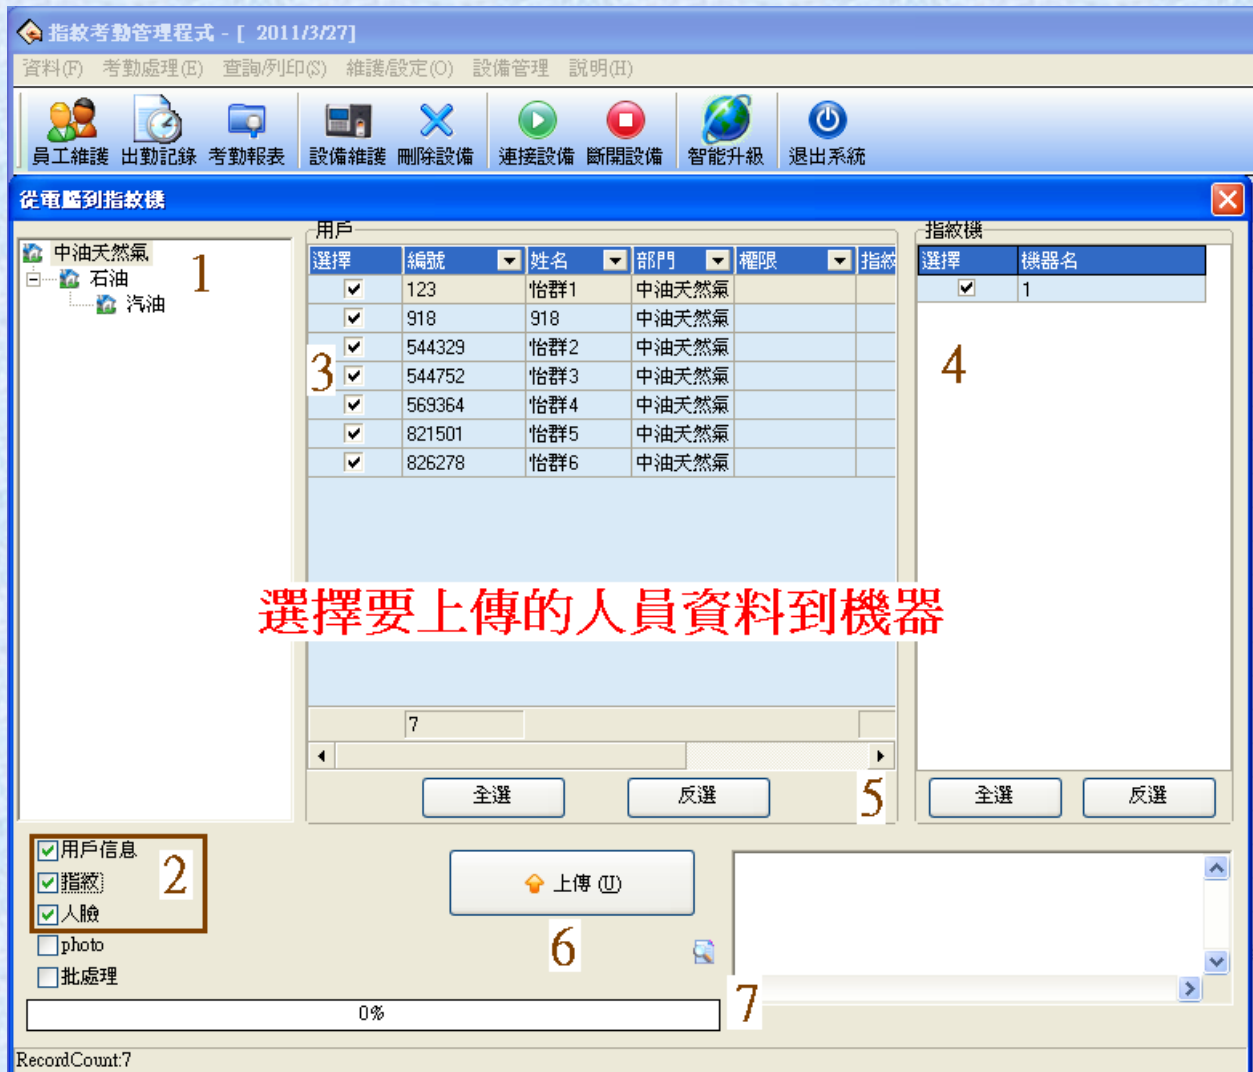 指紋考勤管理程式 - [ 2011/3/27]
資料(F) 考勤處理(E) 查詢/列印(S) 維護/設定(O) 設備管理 說明(H)
員工維護 出勤記錄 考勤報表 設備維護 刪除設備 連接設備 斷開設備 智能升級 退出系統
從電腦到指紋機
中油天然氣
石油
汽油
1
用戶
選擇 編號 姓名 部門 權限 指紋
123 怡群1 中油天然氣
918 918 中油天然氣
544329 怡群2 中油天然氣
544752 怡群3 中油天然氣
569364 怡群4 中油天然氣
821501 怡群5 中油天然氣
826278 怡群6 中油天然氣
3
7
全選 反選
5
指紋機
選擇 機器名
1
4
全選 反選
選擇要上傳的人員資料到機器
用戶信息
指紋
人臉
photo
批處理
2
上傳 (U)
6
7
0%
RecordCount:7